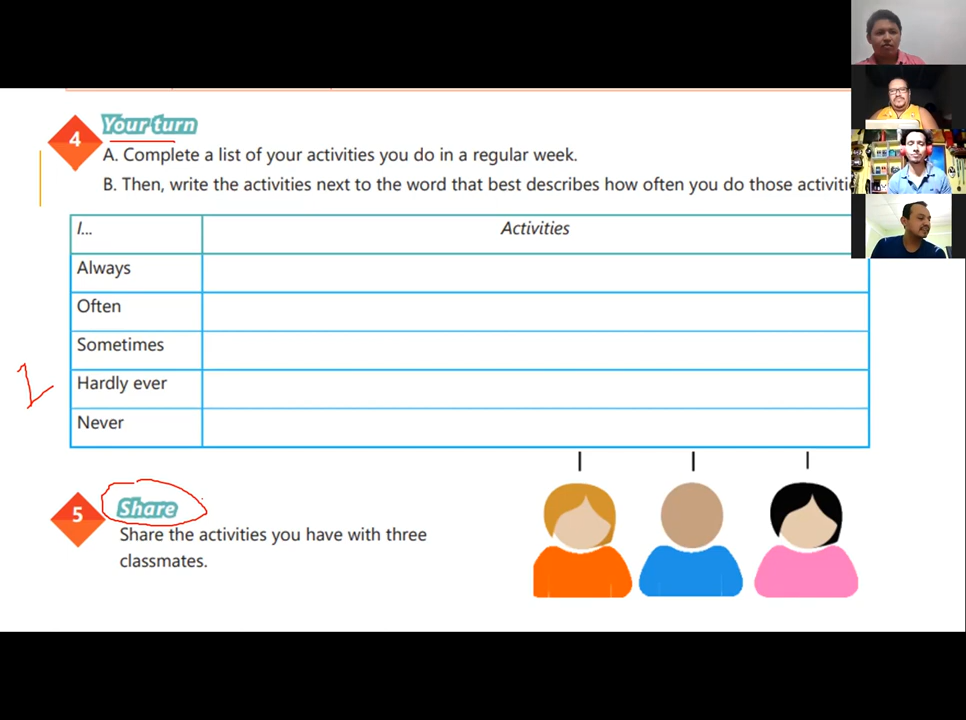 4
Your turn
A. Complete a list of your activities you do in a regular week.
B. Then, write the activities next to the word that best describes how often you do those activiti
I... Activities
Always
Often
Sometimes
Hardly ever
Never
5
Share
Share the activities you have with three
classmates.